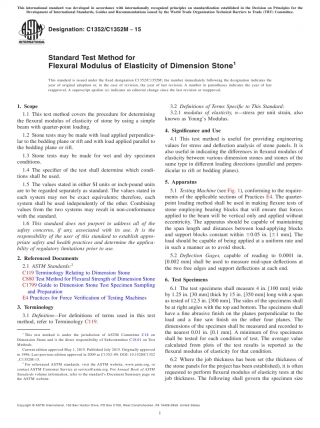 This international standard was developed in accordance with internationally recognized principles on standardization established in the Decision on Principles for the
Development of International Standards, Guides and Recommendations issued by the World Trade Organization Technical Barriers to Trade (TBT) Committee.
Designation: C1352/C1352M − 15
INTERNATIONAL
Standard Test Method for
Flexural Modulus of Elasticity of Dimension Stone1
This standard is issued under the fixed designation C1352/C1352M; the number immediately following the designation indicates the
year of original adoption or, in the case of revision, the year of last revision. A number in parentheses indicates the year of last
reapproval. A superscript epsilon (ε) indicates an editorial change since the last revision or reapproval.
1. Scope
1.1 This test method covers the procedure for determining
the flexural modulus of elasticity of stone by using a simple
beam with quarter-point loading.
1.2 Stone tests may be made with load applied perpendicu-
lar to the bedding plane or rift and with load applied parallel to
the bedding plane or rift.
1.3 Stone tests may be made for wet and dry specimen
conditions.
1.4 The specifier of the test shall determine which condi-
tions shall be used.
1.5 The values stated in either SI units or inch-pound units
are to be regarded separately as standard. The values stated in
each system may not be exact equivalents; therefore, each
system shall be used independently of the other. Combining
values from the two systems may result in non-conformance
with the standard.
1.6 This standard does not purport to address all of the
safety concerns, if any, associated with its use. It is the
responsibility of the user of this standard to establish appro-
priate safety and health practices and determine the applica-
bility of regulatory limitations prior to use.
2. Referenced Documents
2.1 ASTM Standards:2
C119 Terminology Relating to Dimension Stone
C880 Test Method for Flexural Strength of Dimension Stone
C1799 Guide to Dimension Stone Test Specimen Sampling
and Preparation
E4 Practices for Force Verification of Testing Machines
3. Terminology
3.1 Definition—For definitions of terms used in this test
method, refer to Terminology C119.
1 This test method is under the jurisdiction of ASTM Committee C18 on
Dimension Stone and is the direct responsibility of Subcommittee C18.01 on Test
Methods.
Current edition approved May 1, 2015. Published July 2015. Originally approved
in 1996. Last previous edition approved in 2009 as C1352-09. DOI: 10.1520/C1352
_C1352M-15.
2 For referenced ASTM standards, visit the ASTM website, www.astm.org, or
contact ASTM Customer Service at service@astm.org. For Annual Book of ASTM
Standards volume information, refer to the standard's Document Summary page on
the ASTM website.
3.2 Definitions of Terms Specific to This Standard:
3.2.1 modulus of elasticity, n—stress per unit strain, also
known as Young's Modulus.
4. Significance and Use
4.1 This test method is useful for providing engineering
values for stress and deflection analysis of stone panels. It is
also useful in indicating the differences in flexural modulus of
elasticity between various dimension stones and stones of the
same type in different loading directions (parallel and perpen-
dicular to rift or bedding planes).
5. Apparatus
5.1 Testing Machine (see Fig. 1), conforming to the require-
ments of the applicable sections of Practices E4. The quarter-
point loading method shall be used in making flexure tests of
stone employing bearing blocks that will ensure that forces
applied to the beam will be vertical only and applied without
eccentricity. The apparatus should be capable of maintaining
the span length and distances between load-applying blocks
and support blocks constant within ±0.05 in. [±1 mm]. The
load should be capable of being applied at a uniform rate and
in such a manner as to avoid shock.
5.2 Deflection Gages, capable of reading to 0.0001 in.
[0.002 mm] shall be used to measure mid-span deflections at
the two free edges and support deflections at each end.
6. Test Specimens
6.1 The test specimens shall measure 4 in. [100 mm] wide
by 1.25 in. [30 mm] thick by 15 in. [350 mm] long with a span
as tested of 12.5 in. [300 mm]. The sides of the specimens shall
be at right angles with the top and bottom. The specimens shall
have a fine abrasive finish on the planes perpendicular to the
load and a fine saw finish on the other four planes. The
dimensions of the specimen shall be measured and recorded to
the nearest 0.01 in. [0.1 mm]. A minimum of five specimens
shall be tested for each condition of test. The average value
calculated from plots of the test results is reported as the
flexural modulus of elasticity for that condition.
6.2 Where the job thickness has been set (the thickness of
the stone panels for the project has been established), it is often
requested to perform flexural modulus of elasticity tests at the
job thickness. The following shall govern the specimen size
Copyright © ASTM International, 100 Barr Harbor Drive, PO Box C700, West Conshohocken, PA 19428-2959. United States
1